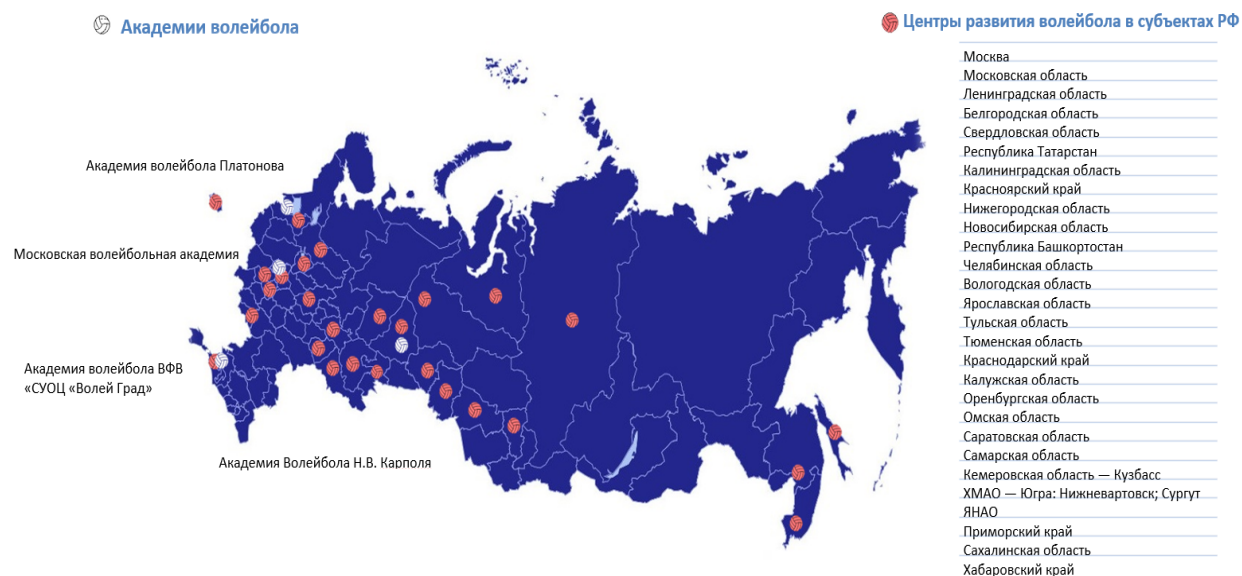 Академии волейбола
Центры развития волейбола в субъектах РФ
Академия волейбола Платонова
Московская волейбольная академия
Академия волейбола ВФВ
«СУОЦ «Волей Град»
Академия Волейбола Н.В. Карполя
Москва
Московская область
Ленинградская область
Белгородская область
Свердловская область
Республика Татарстан
Калининградская область
Красноярский край
Нижегородская область
Новосибирская область
Республика Башкортостан
Челябинская область
Вологодская область
Ярославская область
Тульская область
Тюменская область
Краснодарский край
Калужская область
Оренбургская область
Омская область
Саратовская область
Самарская область
Кемеровская область — Кузбасс
ХМАО — Югра: Нижневартовск; Сургут
ЯНАО
Приморский край
Сахалинская область
Хабаровский край